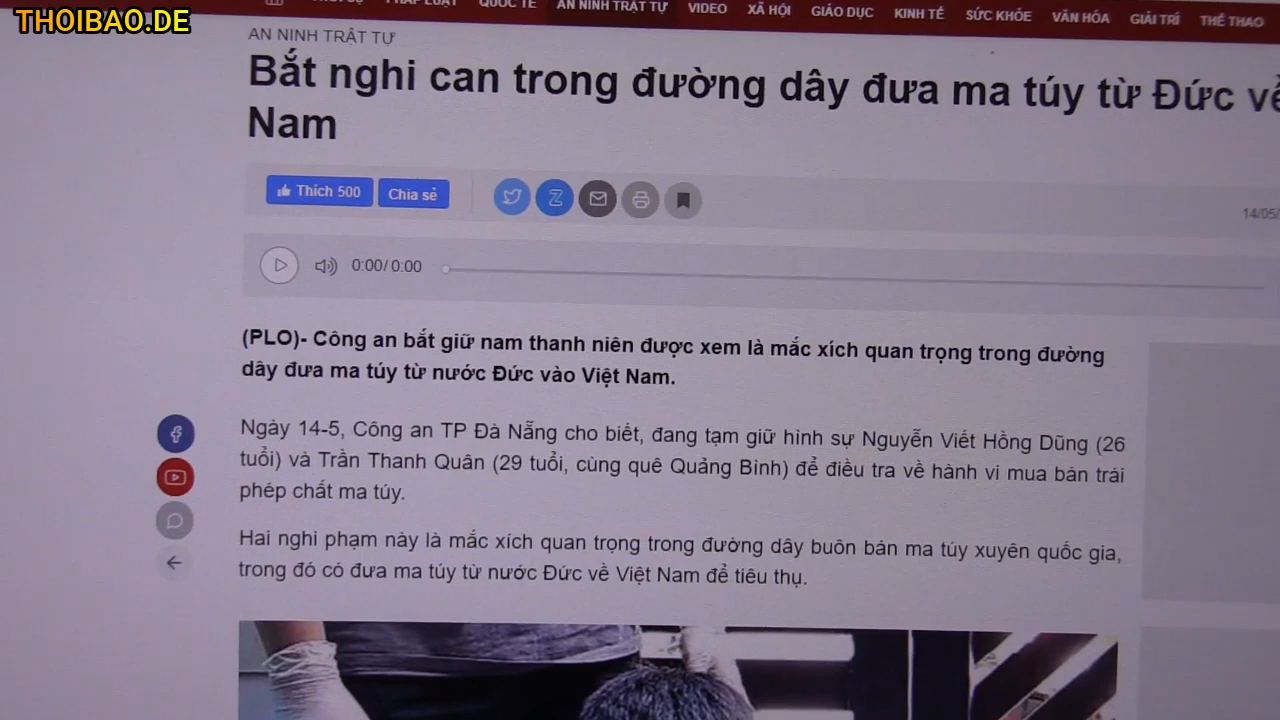 THOIBAO.DE
PHÁP LUẬT QUỐC TẾ AN NINH TRẬT TỰ VIDEO XÃ HỘI GIÁO DỤC KINH TẾ SỨC KHỎE VĂN HÓA GIẢI TRÍ THỂ THAO
AN NINH TRẬT TỰ
Bắt nghi can trong đường dây đưa ma túy từ Đức về
Nam
Thích 500 Chia sẻ
14/05/
0:00/ 0:00
(PLO)- Công an bắt giữ nam thanh niên được xem là mắc xích quan trọng trong đường
dây đưa ma túy từ nước Đức vào Việt Nam.
Ngày 14-5, Công an TP Đà Nẵng cho biết, đang tạm giữ hình sự Nguyễn Viết Hồng Dũng (26
tuổi) và Trần Thanh Quân (29 tuổi, cùng quê Quảng Bình) để điều tra về hành vi mua bán trái
phép chất ma túy.
Hai nghi phạm này là mắc xích quan trọng trong đường dây buôn bán ma túy xuyên quốc gia,
trong đó có đưa ma túy từ nước Đức về Việt Nam để tiêu thụ.